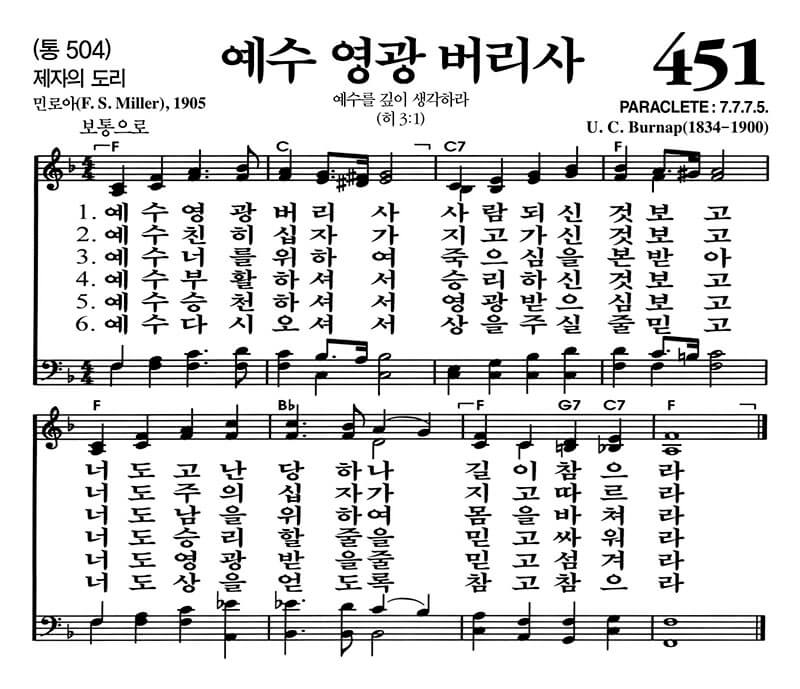 (통 504)
예수 영광 버리사
451
제자의 도리
민로아(F. S. Miller), 1905
예수를 깊이 생각하라
(히 3:1)
PARACLETE : 7.7.7.5.
U. C. Burnap(1834-1900)
보통으로
F C C7 F
1. 예 수 영 광 버 리 사 사 람 되 신 것 보 고
2. 예 수 친 히 십 자 가 지 고 가 신 것 보 고
3. 예 수 너 를 위 하 여 죽 으 심 을 본 받 아
4. 예 수 부 활 하 셔 서 승 리 하 신 것 보 고
5. 예 수 승 천 하 셔 서 영 광 받 으 심 보 고
6. 예 수 다 시 오 셔 서 상 을 주 실 줄 믿 고
F B♭ F G7 C7 F
너 도 고 난 당 하 나 길 이 참 으 라
너 도 주 의 십 자 가 지 고 따 르 라
너 도 남 을 위 하 여 몸 을 바 쳐 라
너 도 승 리 할 줄 을 믿 고 싸 워 라
너 도 영 광 받 을 줄 믿 고 섬 겨 라
너 도 상 을 얻 도 록 참 고 참 으 라